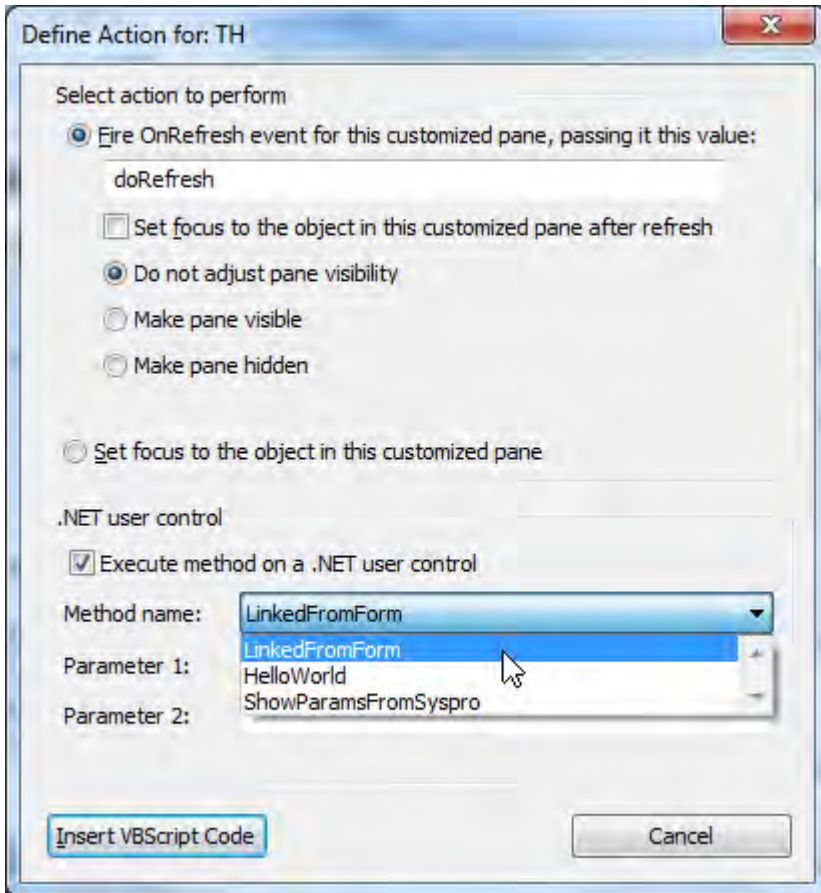 Define Action for: TH
Select action to perform
Fire OnRefresh event for this customized pane, passing it this value:
doRefresh
Set focus to the object in this customized pane after refresh
Do not adjust pane visibility
Make pane visible
Make pane hidden
Set focus to the object in this customized pane
.NET user control
Execute method on a .NET user control
Method name: LinkedFromForm
LinkedFromForm
Parameter 1: HelloWorld
ShowParamsFromSyspro
Parameter 2:
Insert VBScript Code Cancel